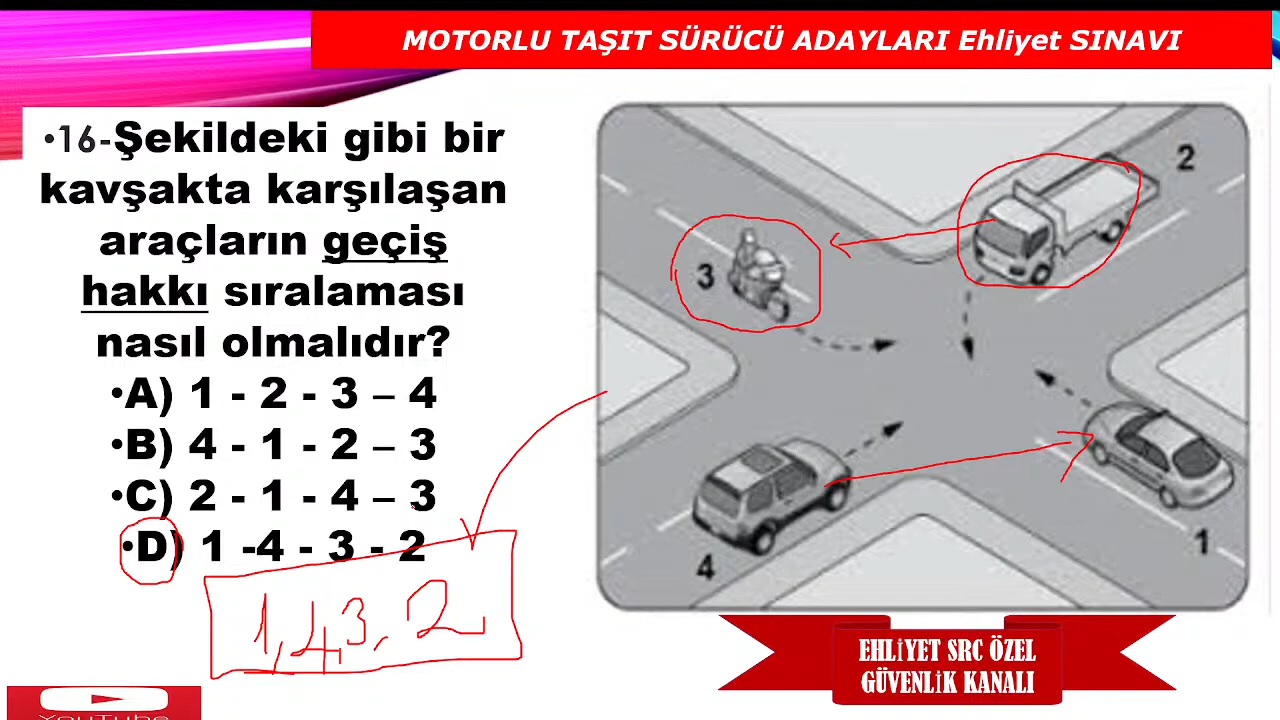 MOTORLU TAŞIT SÜRÜCÜ ADAYLARI Ehliyet SINAVI
•16-Şekildeki gibi bir
kavşakta karşılaşan
araçların geçiş
hakkı sıralaması
nasıl olmalıdır?
•A) 1 - 2 - 3 – 4
•B) 4 - 1 - 2 – 3
•C) 2 - 1 - 4 – 3
•D) 1 -4 - 3 - 2
1,4,3,2
2
3
1
4
EHLİYET SRC ÖZEL
GÜVENLİK KANALI
YouTube